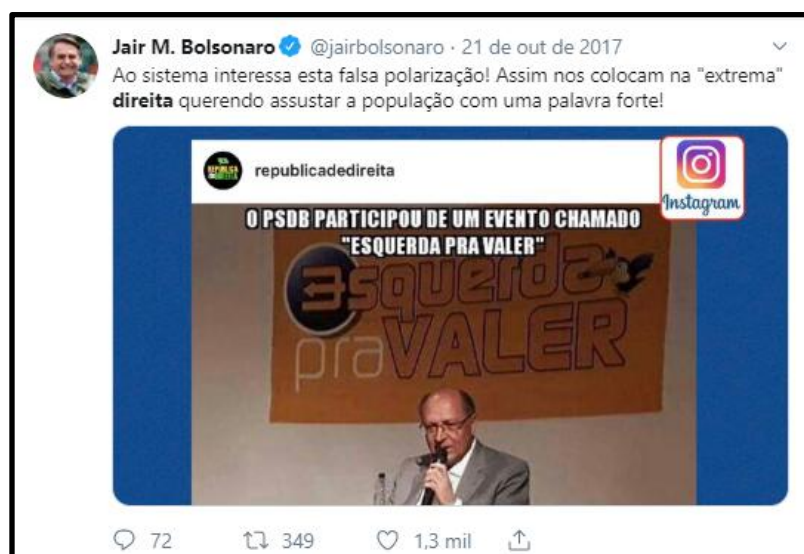 Jair M. Bolsonaro @jairbolsonaro · 21 de out de 2017
Ao sistema interessa esta falsa polarização! Assim nos colocam na "extrema"
direita querendo assustar a população com uma palavra forte!
republicadedireita
Instagram
O PSDB PARTICIPOU DE UM EVENTO CHAMADO
"ESQUERDA PRA VALER"
Esquerda
pra VALER
72 349 1,3 mil